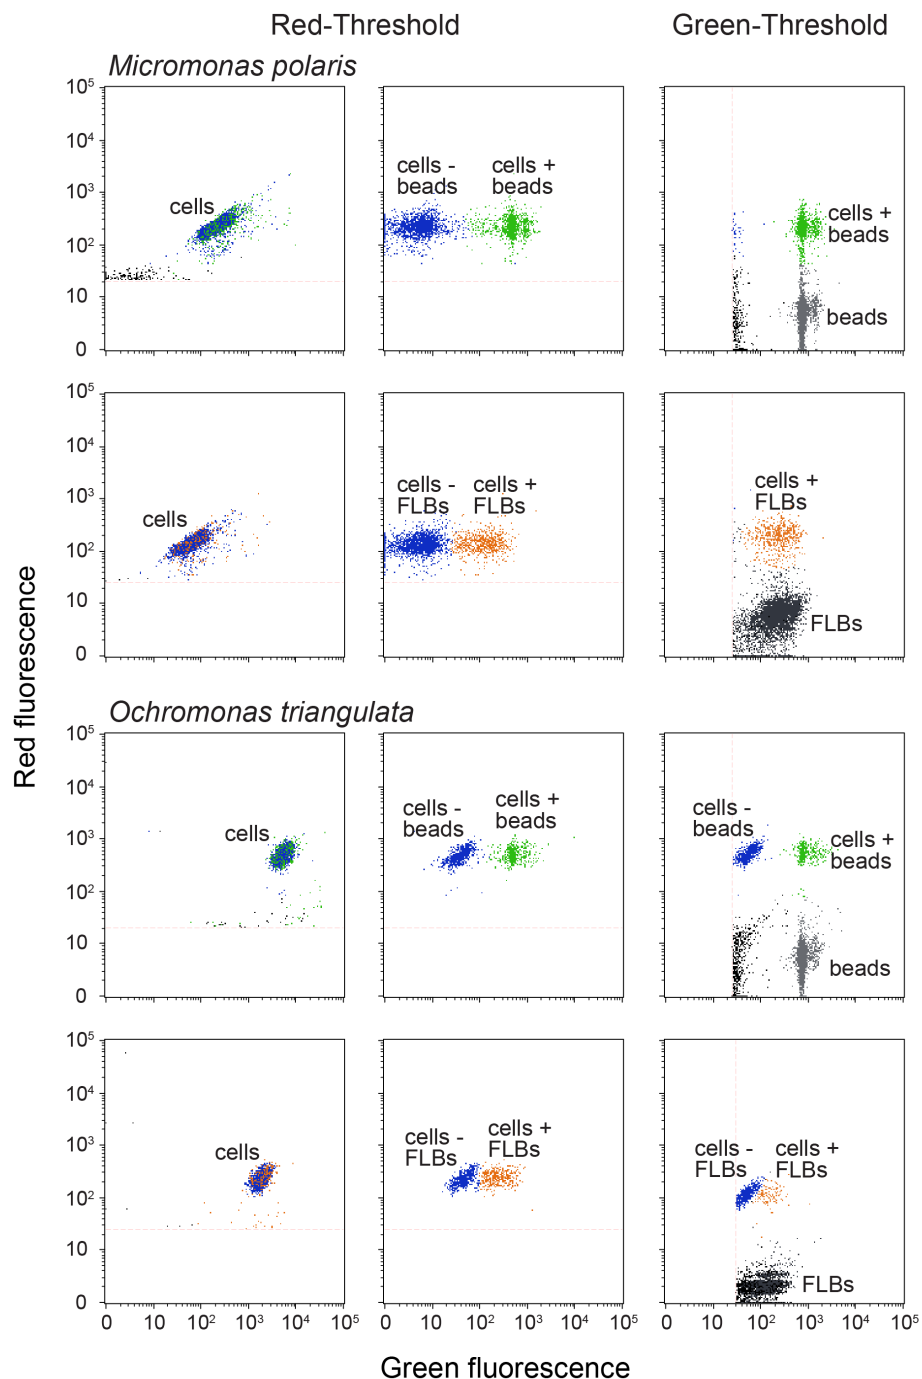 Red-Threshold
Green-Threshold
Micromonas polaris
10⁵
10⁴
10³
10²
10
0
cells
cells -
beads
cells +
beads
cells +
beads
beads
10⁵
10⁴
10³
10²
10
0
cells
cells -
FLBs
cells +
FLBs
cells +
FLBs
FLBs
Red fluorescence
Ochromonas triangulata
10⁵
10⁴
10³
10²
10
0
cells
cells -
beads
cells +
beads
cells -
beads
cells +
beads
beads
10⁵
10⁴
10³
10²
10
0
cells
cells -
FLBs
cells +
FLBs
cells -
FLBs
cells +
FLBs
FLBs
0 10 10² 10³ 10⁴ 10⁵
0 10 10² 10³ 10⁴ 10⁵
0 10 10² 10³ 10⁴ 10⁵
Green fluorescence